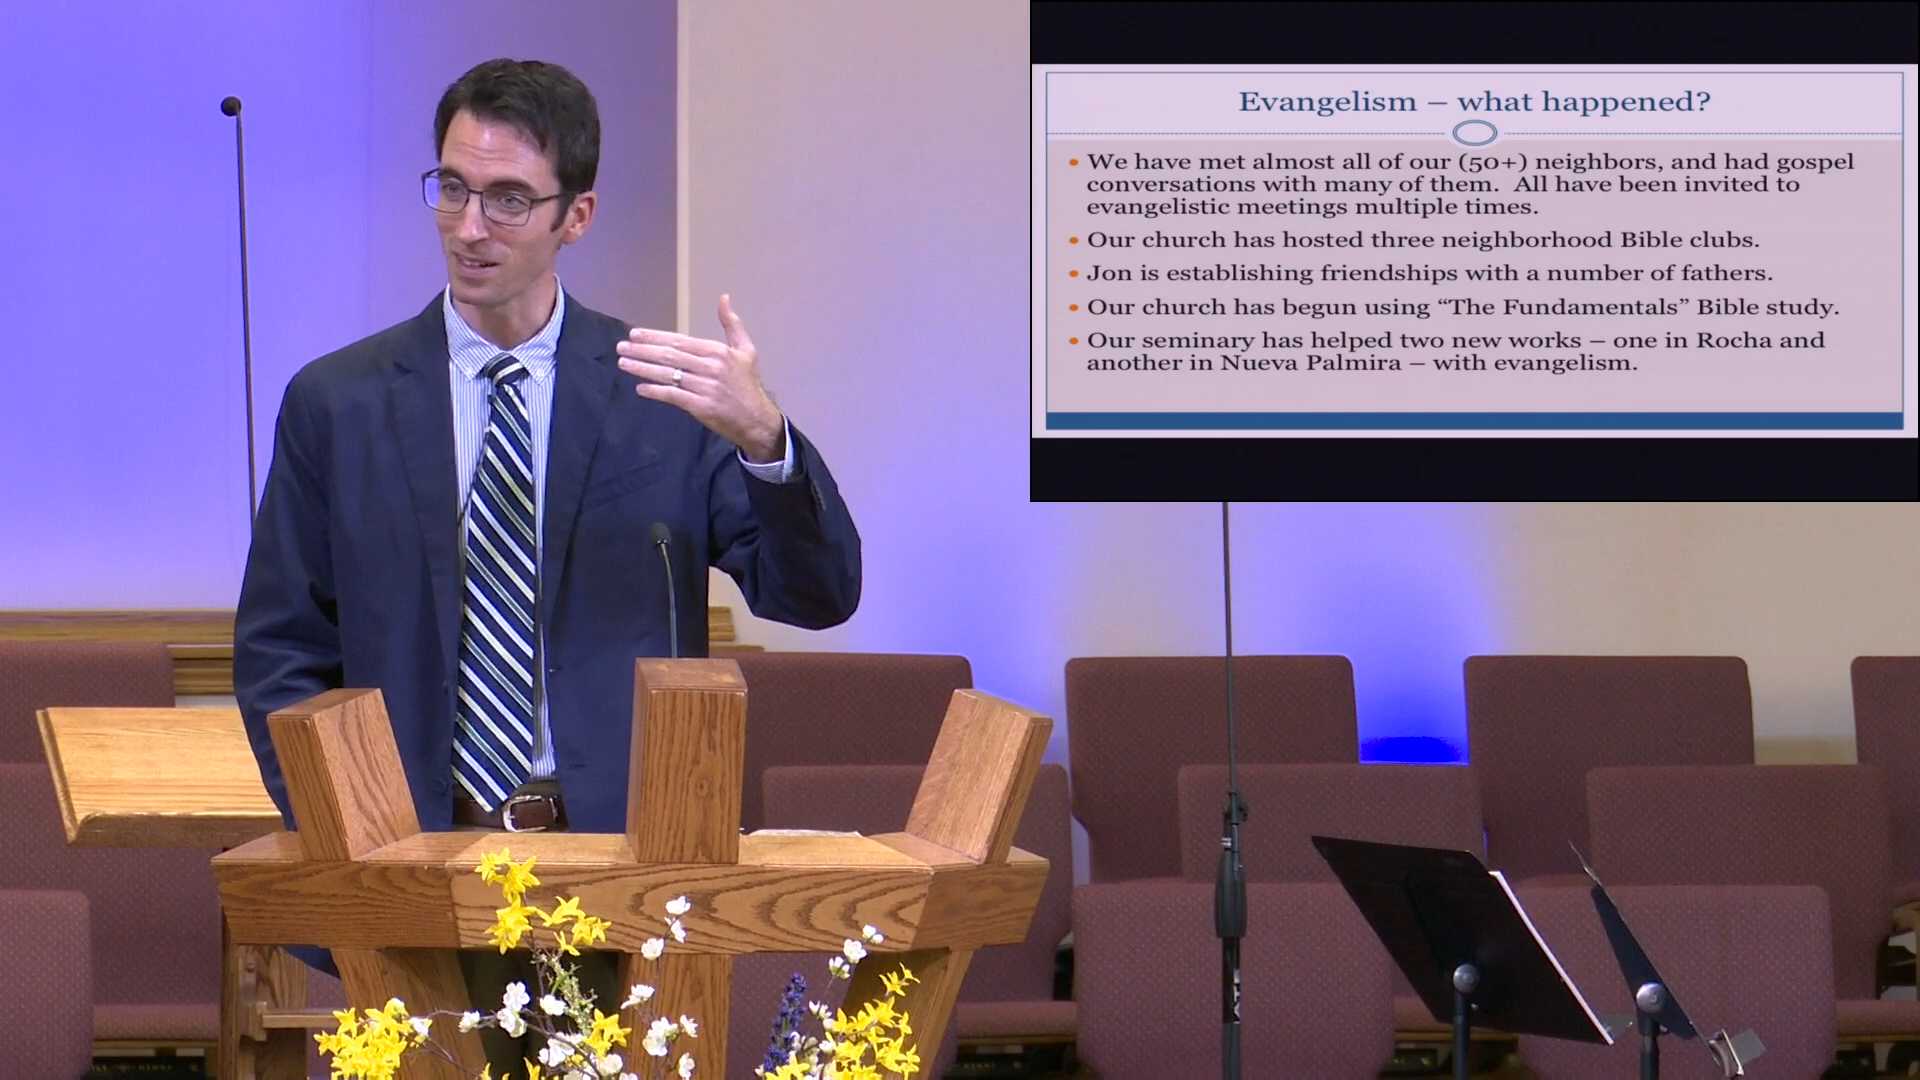 Evangelism – what happened?
• We have met almost all of our (50+) neighbors, and had gospel
conversations with many of them.  All have been invited to
evangelistic meetings multiple times.
• Our church has hosted three neighborhood Bible clubs.
• Jon is establishing friendships with a number of fathers.
• Our church has begun using “The Fundamentals” Bible study.
• Our seminary has helped two new works – one in Rocha and
another in Nueva Palmira – with evangelism.